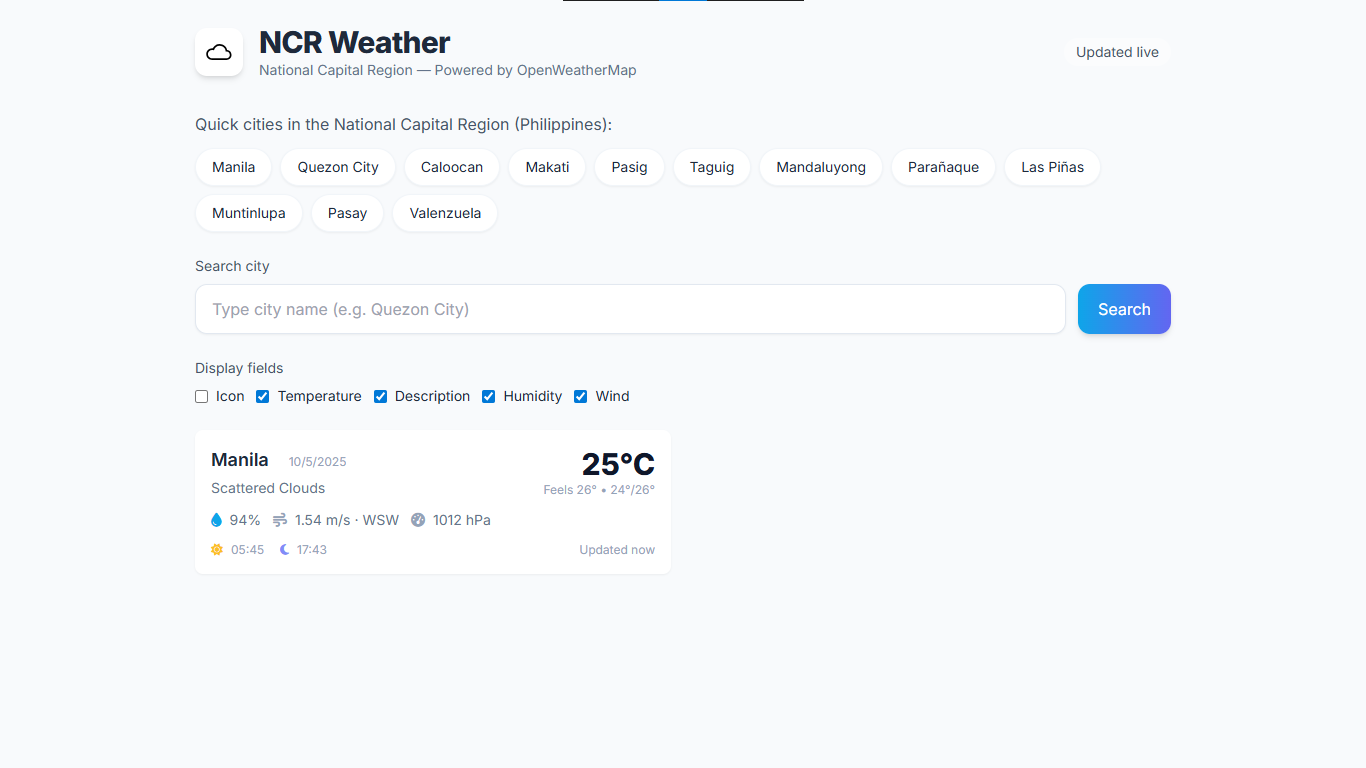 NCR Weather
National Capital Region — Powered by OpenWeatherMap
Updated live
Quick cities in the National Capital Region (Philippines):
Manila Quezon City Caloocan Makati Pasig Taguig Mandaluyong Parañaque Las Piñas
Muntinlupa Pasay Valenzuela
Search city
Type city name (e.g. Quezon City) Search
Display fields
Icon Temperature Description Humidity Wind
Manila 10/5/2025 25°C
Scattered Clouds Feels 26° • 24°/26°
94% 1.54 m/s · WSW 1012 hPa
05:45 17:43 Updated now